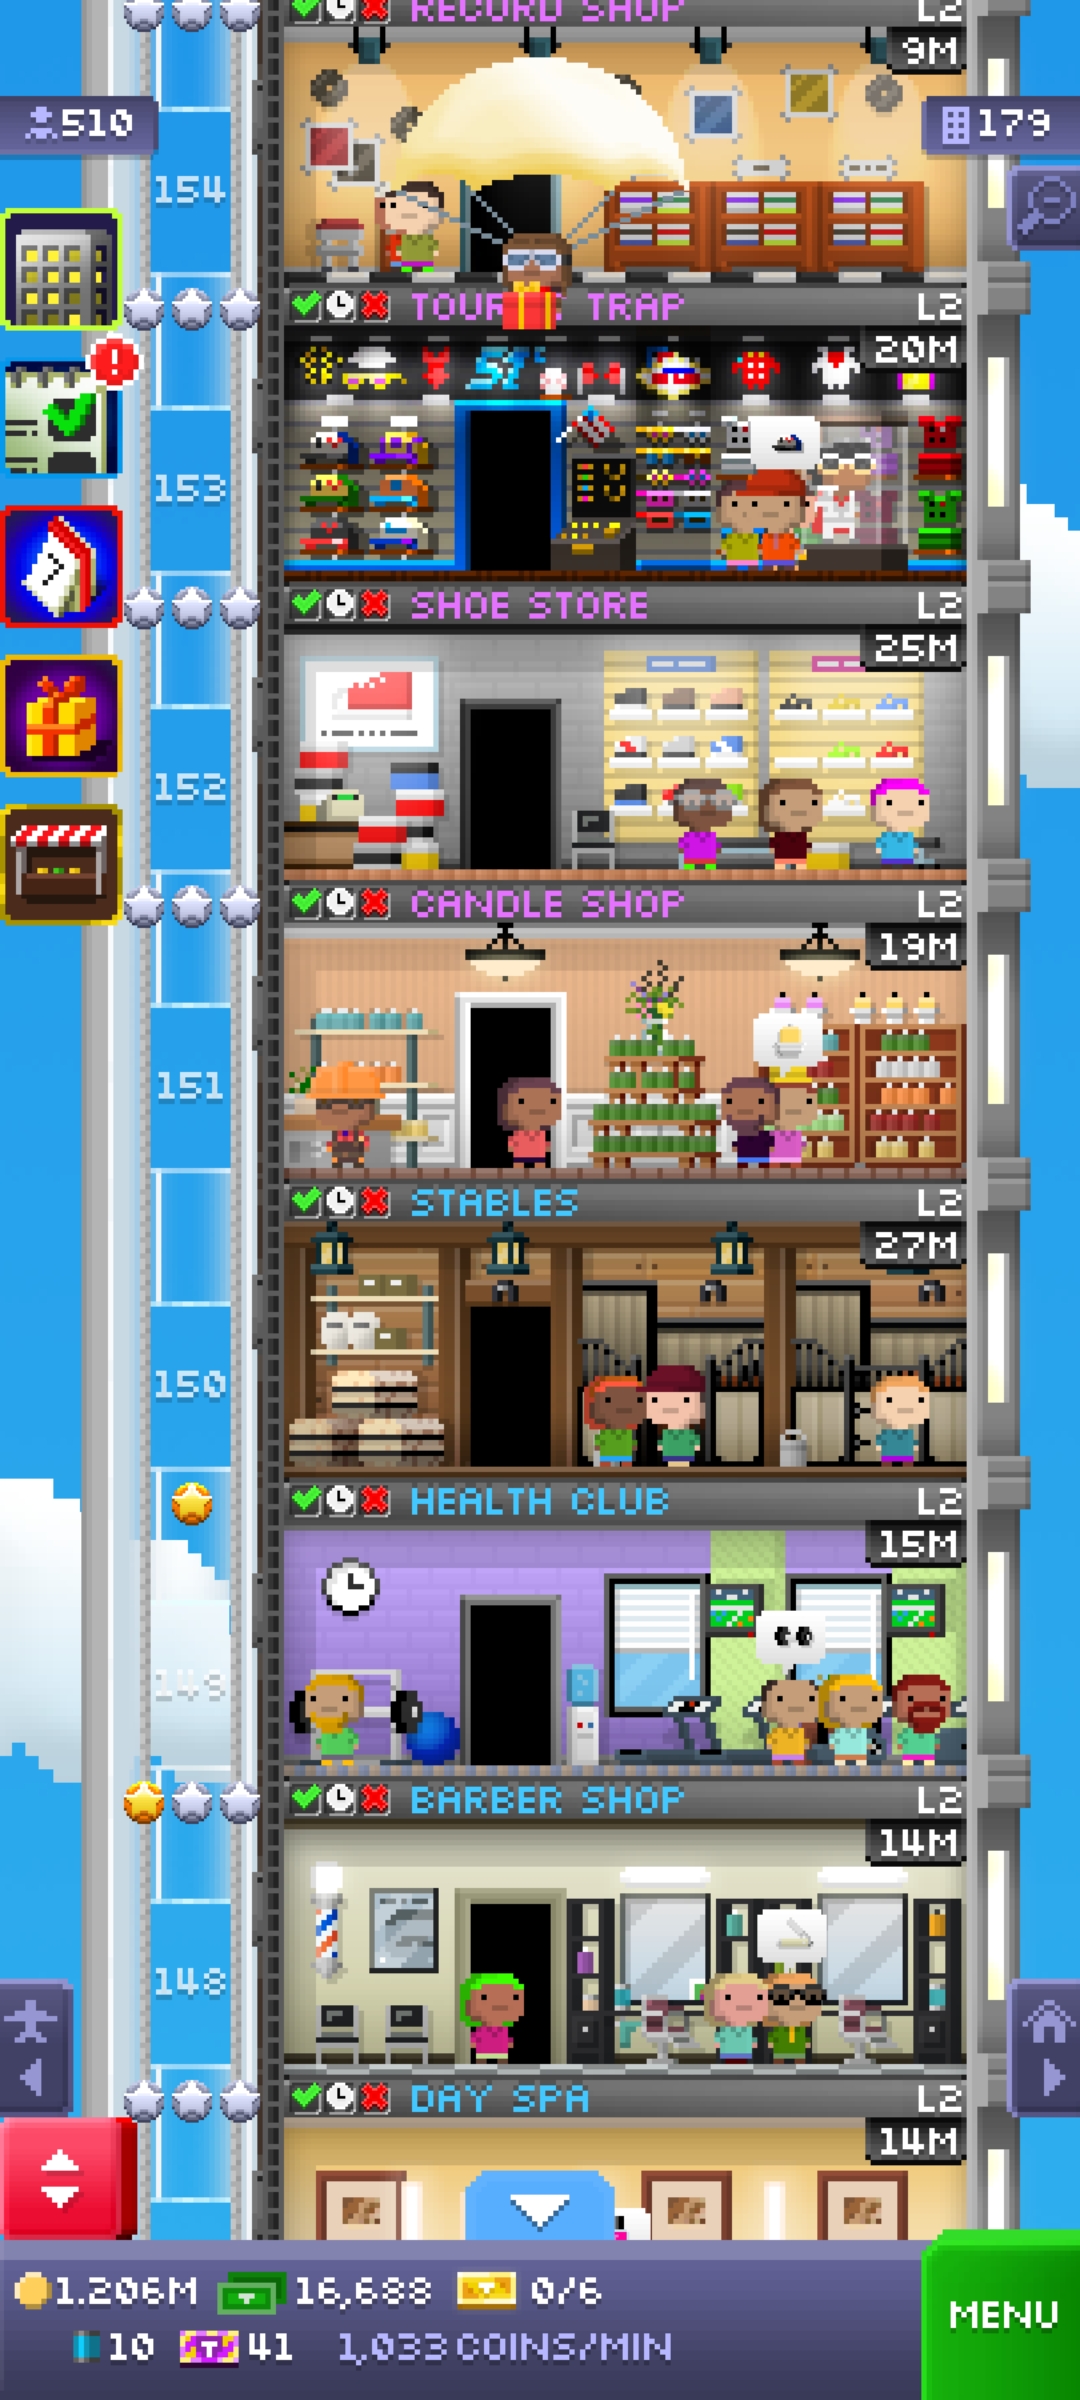 RECORD SHOP L2
9M
510
179
154
TOUR T TRAP L2
20M
153
SHOE STORE L2
25M
152
CANDLE SHOP L2
19M
151
STABLES L2
27M
150
HEALTH CLUB L2
15M
149
BARBER SHOP L2
14M
148
DAY SPA L2
14M
1.206M 16,688 0/6
MENU
10 41 1,033 COINS/MIN